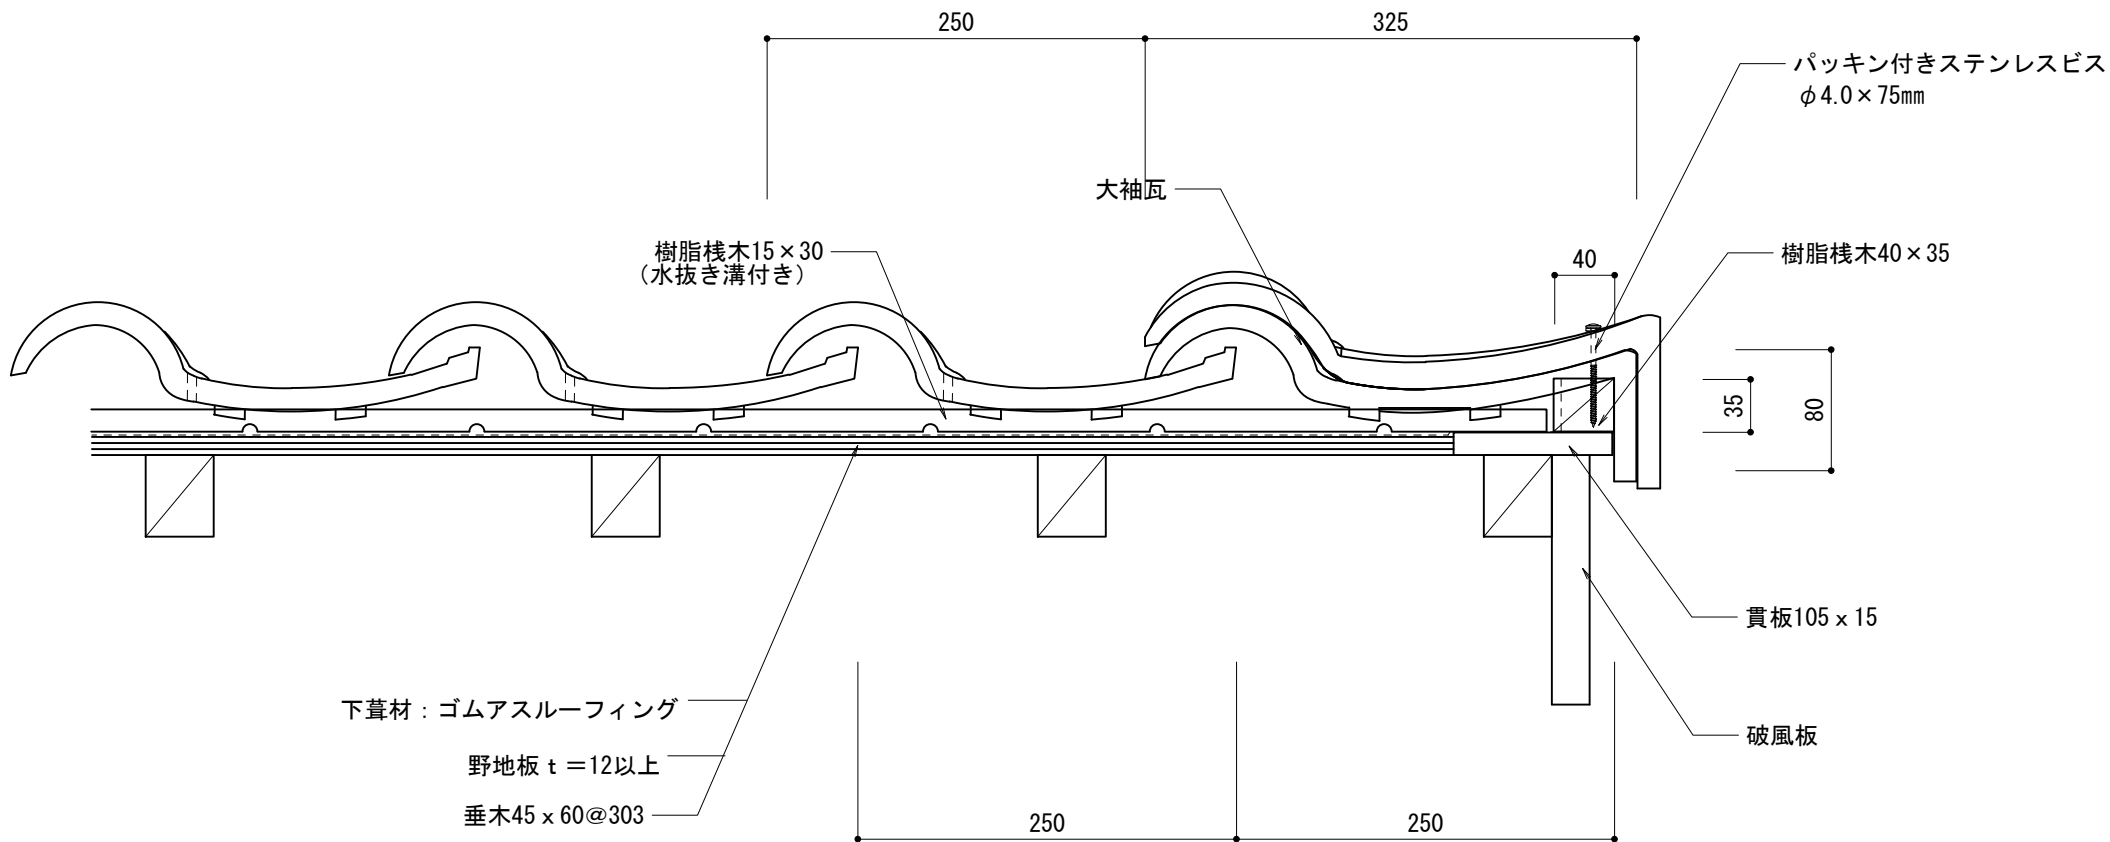 250
325
パッキン付きステンレスビス
φ4.0×75mm
大袖瓦
樹脂桟木15×30
(水抜き溝付き)
40
樹脂桟木40×35
35
80
貫板105x15
下葺材：ゴムアスルーフィング
野地板t＝12以上
垂木45x60@303
破風板
250
250